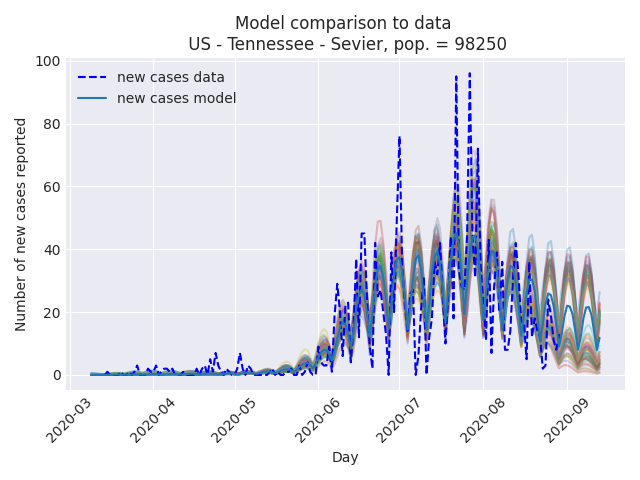 Model comparison to data
US - Tennessee - Sevier, pop. = 98250
new cases data
new cases model
Number of new cases reported
100
80
60
40
20
0
2020-03
2020-04
2020-05
2020-06
2020-07
2020-08
2020-09
Day